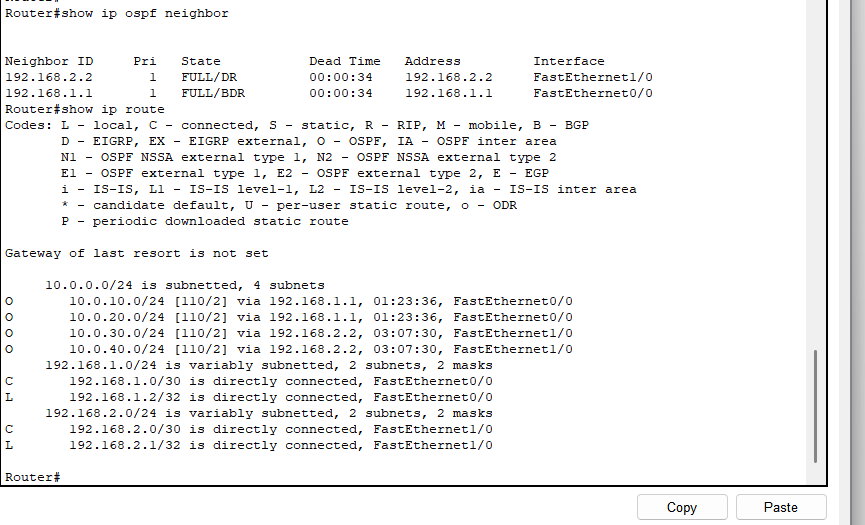 Router#show ip ospf neighbor
Neighbor ID     Pri   State           Dead Time   Address         Interface
192.168.2.2       1   FULL/DR         00:00:34    192.168.2.2     FastEthernet1/0
192.168.1.1       1   FULL/BDR        00:00:34    192.168.1.1     FastEthernet0/0
Router#show ip route
Codes: L - local, C - connected, S - static, R - RIP, M - mobile, B - BGP
       D - EIGRP, EX - EIGRP external, O - OSPF, IA - OSPF inter area
       N1 - OSPF NSSA external type 1, N2 - OSPF NSSA external type 2
       E1 - OSPF external type 1, E2 - OSPF external type 2, E - EGP
       i - IS-IS, L1 - IS-IS level-1, L2 - IS-IS level-2, ia - IS-IS inter area
       * - candidate default, U - per-user static route, o - ODR
       P - periodic downloaded static route
Gateway of last resort is not set
     10.0.0.0/24 is subnetted, 4 subnets
O       10.0.10.0/24 [110/2] via 192.168.1.1, 01:23:36, FastEthernet0/0
O       10.0.20.0/24 [110/2] via 192.168.1.1, 01:23:36, FastEthernet0/0
O       10.0.30.0/24 [110/2] via 192.168.2.2, 03:07:30, FastEthernet1/0
O       10.0.40.0/24 [110/2] via 192.168.2.2, 03:07:30, FastEthernet1/0
     192.168.1.0/24 is variably subnetted, 2 subnets, 2 masks
C       192.168.1.0/30 is directly connected, FastEthernet0/0
L       192.168.1.2/32 is directly connected, FastEthernet0/0
     192.168.2.0/24 is variably subnetted, 2 subnets, 2 masks
C       192.168.2.0/30 is directly connected, FastEthernet1/0
L       192.168.2.1/32 is directly connected, FastEthernet1/0
Router#
Copy Paste